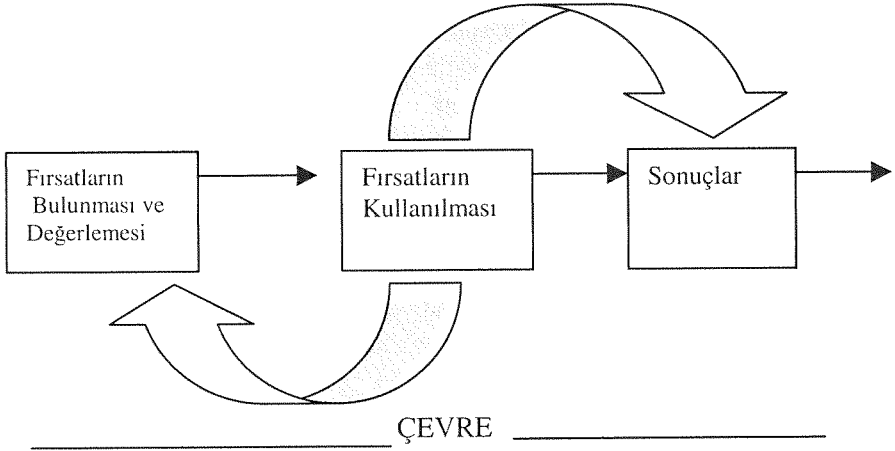 Fırsatların
Bulunması ve
Değerlemesi
Fırsatların
Kullanılması
Sonuçlar
ÇEVRE